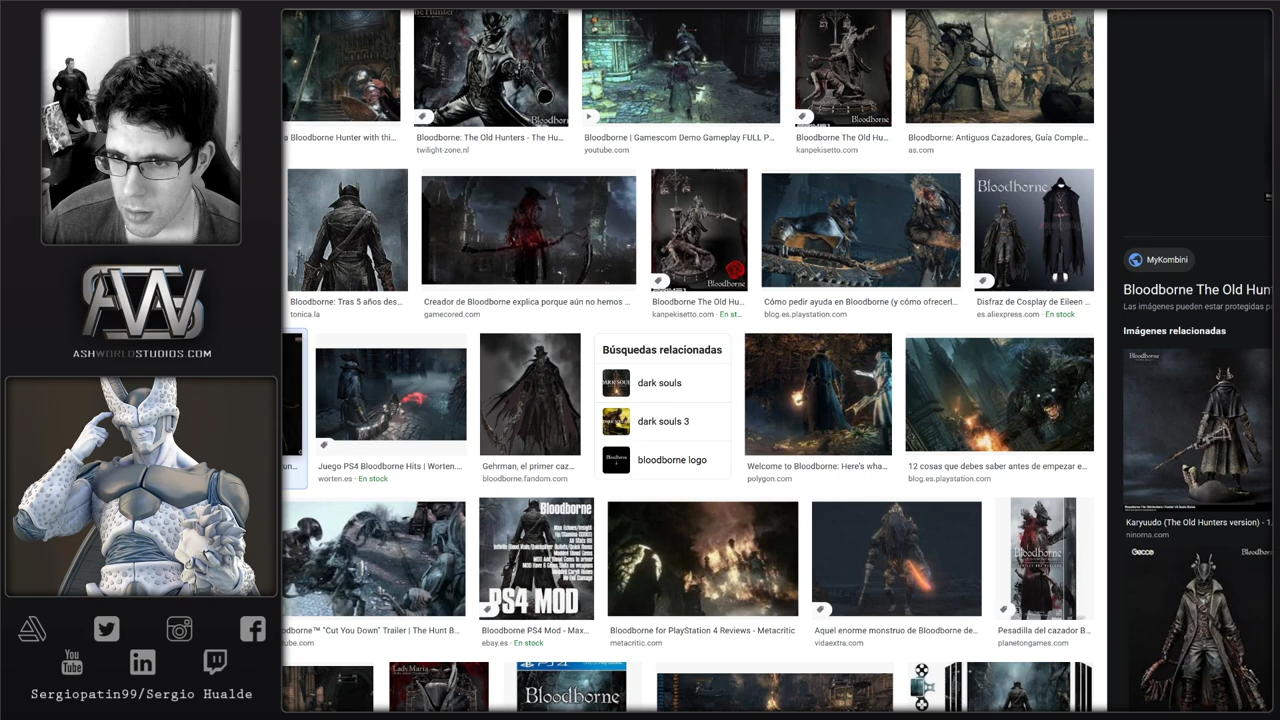 a Bloodborne Hunter with thi...
Bloodborne: The Old Hunters - The Hu...
twilight-zone.nl
Bloodborne | Gamescom Demo Gameplay FULL P...
youtube.com
Bloodborne The Old Hu...
kanpekisetto.com
Bloodborne: Antiguos Cazadores, Guía Comple...
as.com
Bloodborne
Bloodborne: Tras 5 años des...
tonica.la
Creador de Bloodborne explica porque aún no hemos ...
gamecored.com
Bloodborne The Old Hu...
kanpekisetto.com · En st...
Cómo pedir ayuda en Bloodborne (y cómo ofrecerl...
blog.es.playstation.com
Disfraz de Cosplay de Eileen ...
es.aliexpress.com · En stock
MyKombini
Bloodborne The Old Hun
Las imágenes pueden estar protegidas p
Imágenes relacionadas
ASHWORLDSTUDIOS.COM
Juego PS4 Bloodborne Hits | Worten....
worten.es · En stock
Gehrman, el primer caz...
bloodborne.fandom.com
Búsquedas relacionadas
dark souls
dark souls 3
bloodborne logo
Welcome to Bloodborne: Here's wha...
polygon.com
12 cosas que debes saber antes de empezar e...
blog.es.playstation.com
Karyuudo (The Old Hunters version) - 1
ninoma.com
Gecco
Bloodborne
PS4 MOD
Bloodborne
dborne™ "Cut You Down" Trailer | The Hunt B...
tube.com
Bloodborne PS4 Mod - Max...
ebay.es · En stock
Bloodborne for PlayStation 4 Reviews - Metacritic
metacritic.com
Aquel enorme monstruo de Bloodborne de...
vidaextra.com
Pesadilla del cazador B...
planetongames.com
Lady Maria
PS4
Bloodborne
You
Tube
Sergiopatin99/Sergio Hualde